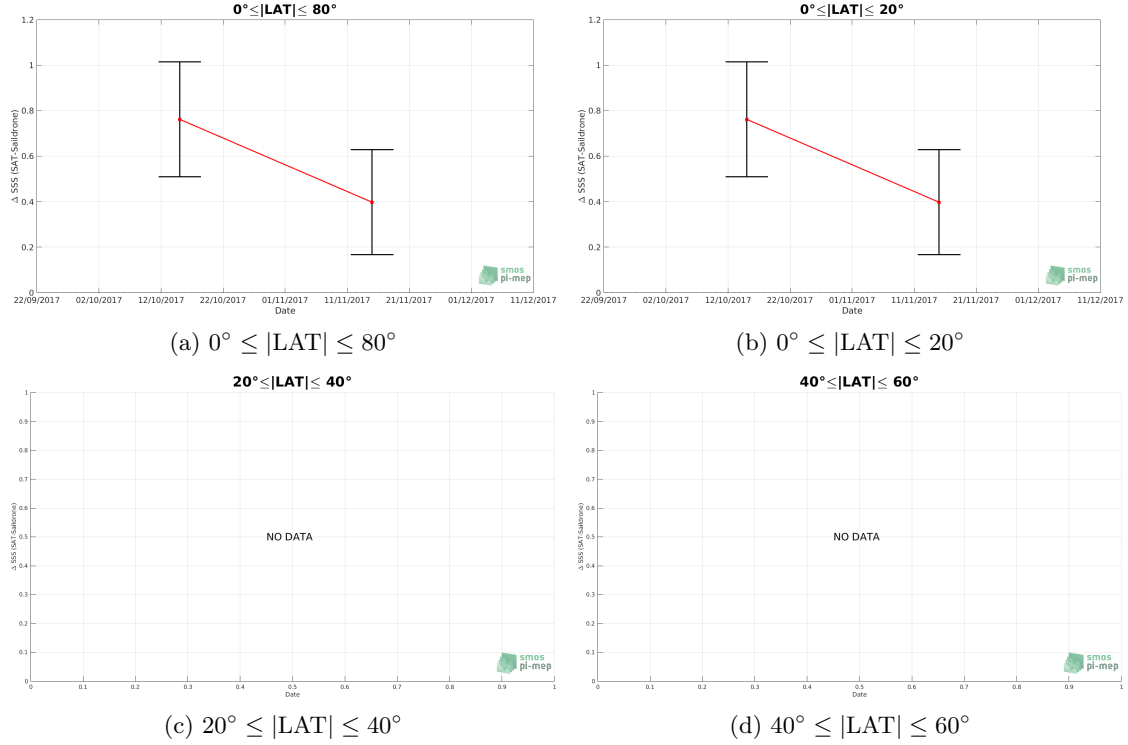 0°≤|LAT|≤ 80°
1.2
1
0.8
0.6
0.4
0.2
0
Δ SSS (SAT-Saildrone)
22/09/2017 02/10/2017 12/10/2017 22/10/2017 01/11/2017 11/11/2017 21/11/2017 01/12/2017 11/12/2017
Date
smos
pi-mep
(a) 0° ≤ |LAT| ≤ 80°
0°≤|LAT|≤ 20°
1.2
1
0.8
0.6
0.4
0.2
0
Δ SSS (SAT-Saildrone)
22/09/2017 02/10/2017 12/10/2017 22/10/2017 01/11/2017 11/11/2017 21/11/2017 01/12/2017 11/12/2017
Date
smos
pi-mep
(b) 0° ≤ |LAT| ≤ 20°
20°≤|LAT|≤ 40°
1
0.9
0.8
0.7
0.6
0.5
0.4
0.3
0.2
0.1
0
Δ SSS (SAT-Saildrone)
NO DATA
0 0.1 0.2 0.3 0.4 0.5 0.6 0.7 0.8 0.9 1
Date
smos
pi-mep
(c) 20° ≤ |LAT| ≤ 40°
40°≤|LAT|≤ 60°
1
0.9
0.8
0.7
0.6
0.5
0.4
0.3
0.2
0.1
0
Δ SSS (SAT-Saildrone)
NO DATA
0 0.1 0.2 0.3 0.4 0.5 0.6 0.7 0.8 0.9 1
Date
smos
pi-mep
(d) 40° ≤ |LAT| ≤ 60°